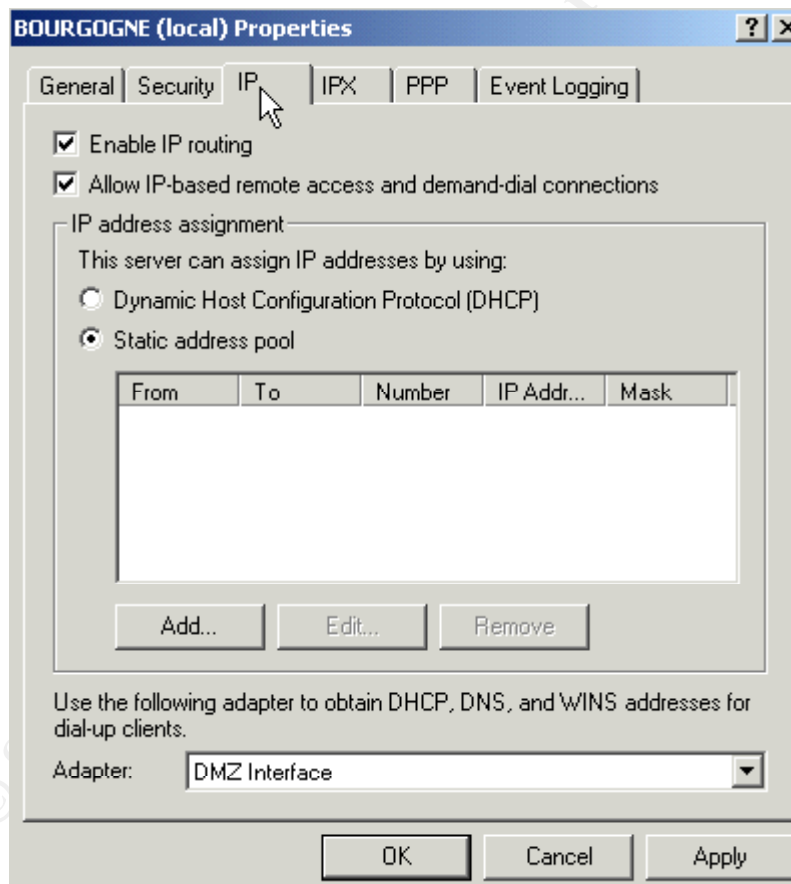 BOURGOGNE (local) Properties
General Security IP IPX PPP Event Logging
Enable IP routing
Allow IP-based remote access and demand-dial connections
IP address assignment
This server can assign IP addresses by using:
Dynamic Host Configuration Protocol (DHCP)
Static address pool
From To Number IP Addr... Mask
Add... Edit... Remove
Use the following adapter to obtain DHCP, DNS, and WINS addresses for
dial-up clients.
Adapter: DMZ Interface
OK Cancel Apply